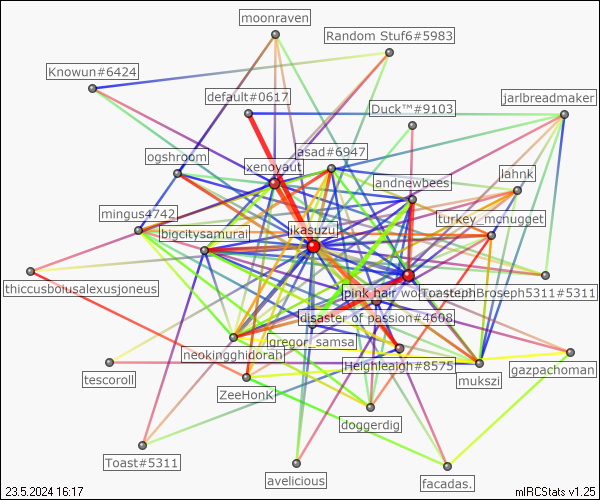 moonraven
Random Stuf6#5983
Knowun#6424
default#0617
jarlbreadmaker
Duck™#9103
asad#6947
ogshroom
xenoyaut
lahnk
andrewbees
mingus4742
turkey_mcnugget
ikasuzu
bigcitysamurai
thiccusboiusalexusjoneus
pink hair wo
ToastephBroseph5311#5311
disaster of passion#4608
gregor_samsa
neokingghidorah
Heighleaigh#8575
gazpachoman
tescoroll
mukszi
ZeeHonK
doggerdig
Toast#5311
avelicious
facadas.
23.5.2024 16:17
mIRCStats v1.25